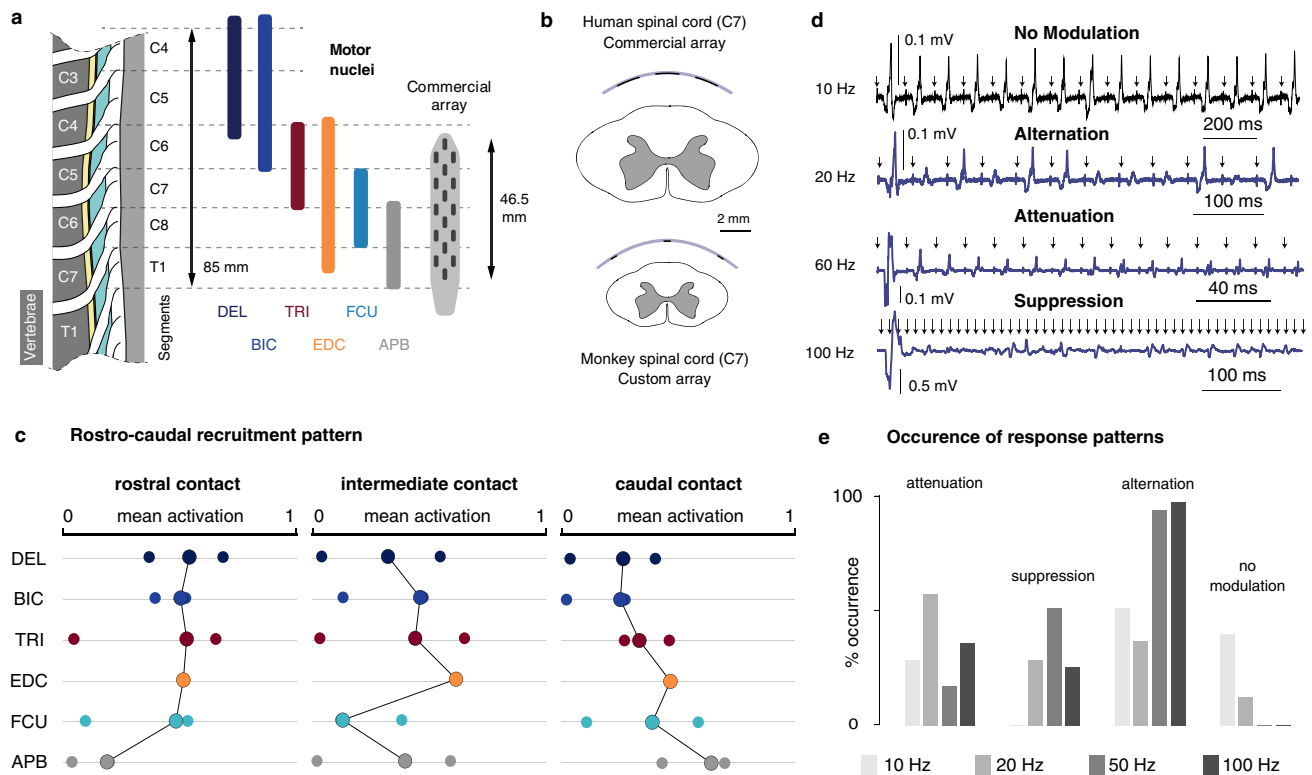 a
C3
C4
C5
C6
C7
T1
Vertebrae
C4
C5
C6
C7
C8
T1
Segments
85 mm
Motor
nuclei
Commercial
array
46.5
mm
DEL
TRI
FCU
BIC
EDC
APB
b
Human spinal cord (C7)
Commercial array
2 mm
Monkey spinal cord (C7)
Custom array
d
No Modulation
0.1 mV
10 Hz
200 ms
Alternation
0.1 mV
20 Hz
100 ms
Attenuation
60 Hz
0.1 mV
40 ms
Suppression
100 Hz
0.5 mV
100 ms
c Rostro-caudal recruitment pattern
rostral contact
0 mean activation 1
intermediate contact
0 mean activation 1
caudal contact
0 mean activation 1
DEL
BIC
TRI
EDC
FCU
APB
e Occurence of response patterns
% occurrence
100
0
attenuation
suppression
alternation
no
modulation
10 Hz 20 Hz 50 Hz 100 Hz